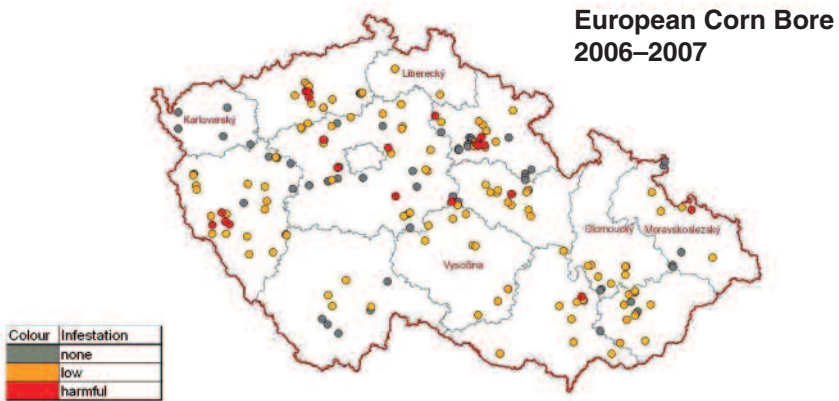 European Corn Bore
2006–2007
Liberecký
Karlovarský
Olomoucký
Moravskoslezský
Vysočina
Colour Infestation
none
low
harmful